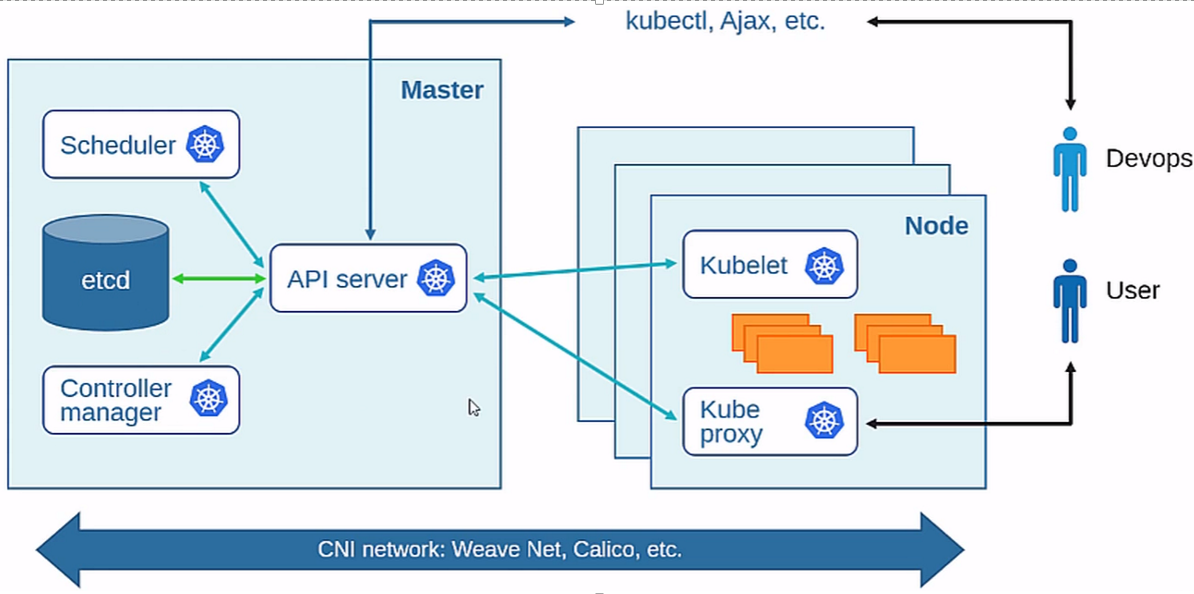 kubectl, Ajax, etc.
Master
Scheduler
etcd
API server
Controller
manager
Node
Kubelet
Kube
proxy
Devops
User
CNI network: Weave Net, Calico, etc.